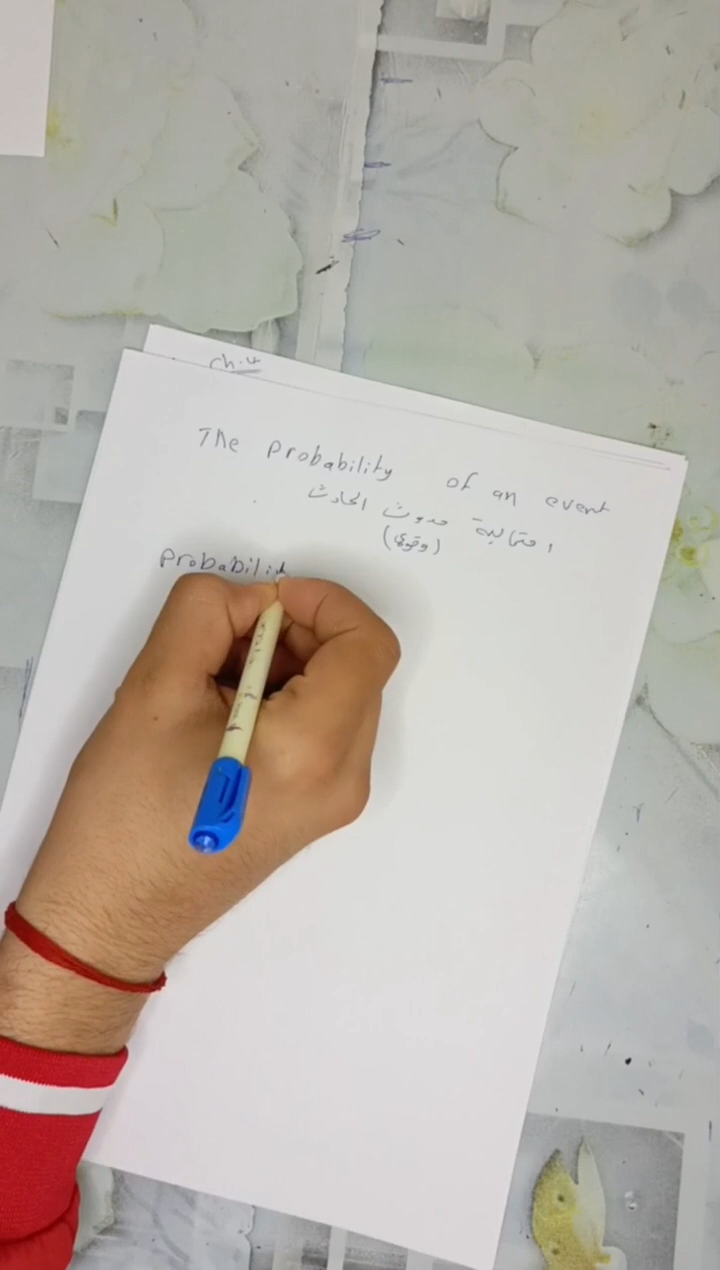 ch.4
The probability of an event
احتمالية حدوث الحادث
(وقوع)
probabilit